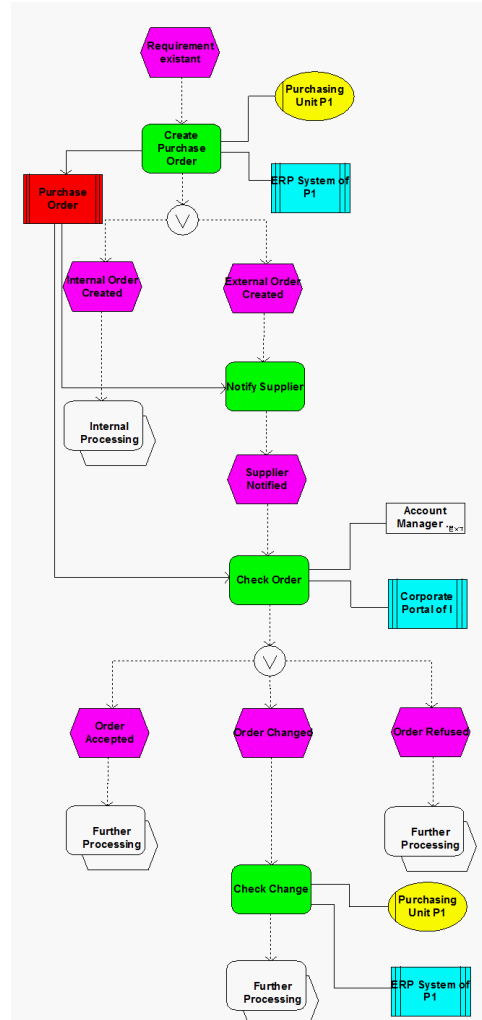 Requirement
existant
Purchasing
Unit P1
Create
Purchase
Order
ERP System of
P1
Purchase
Order
Internal Order
Created
External Order
Created
Notify Supplier
Internal
Processing
Supplier
Notified
Account
Manager ..
Ext
Check Order
Corporate
Portal of I
Order
Accepted
Order Changed
Order Refused
Further
Processing
Further
Processing
Check Change
Purchasing
Unit P1
Further
Processing
ERP System of
P1